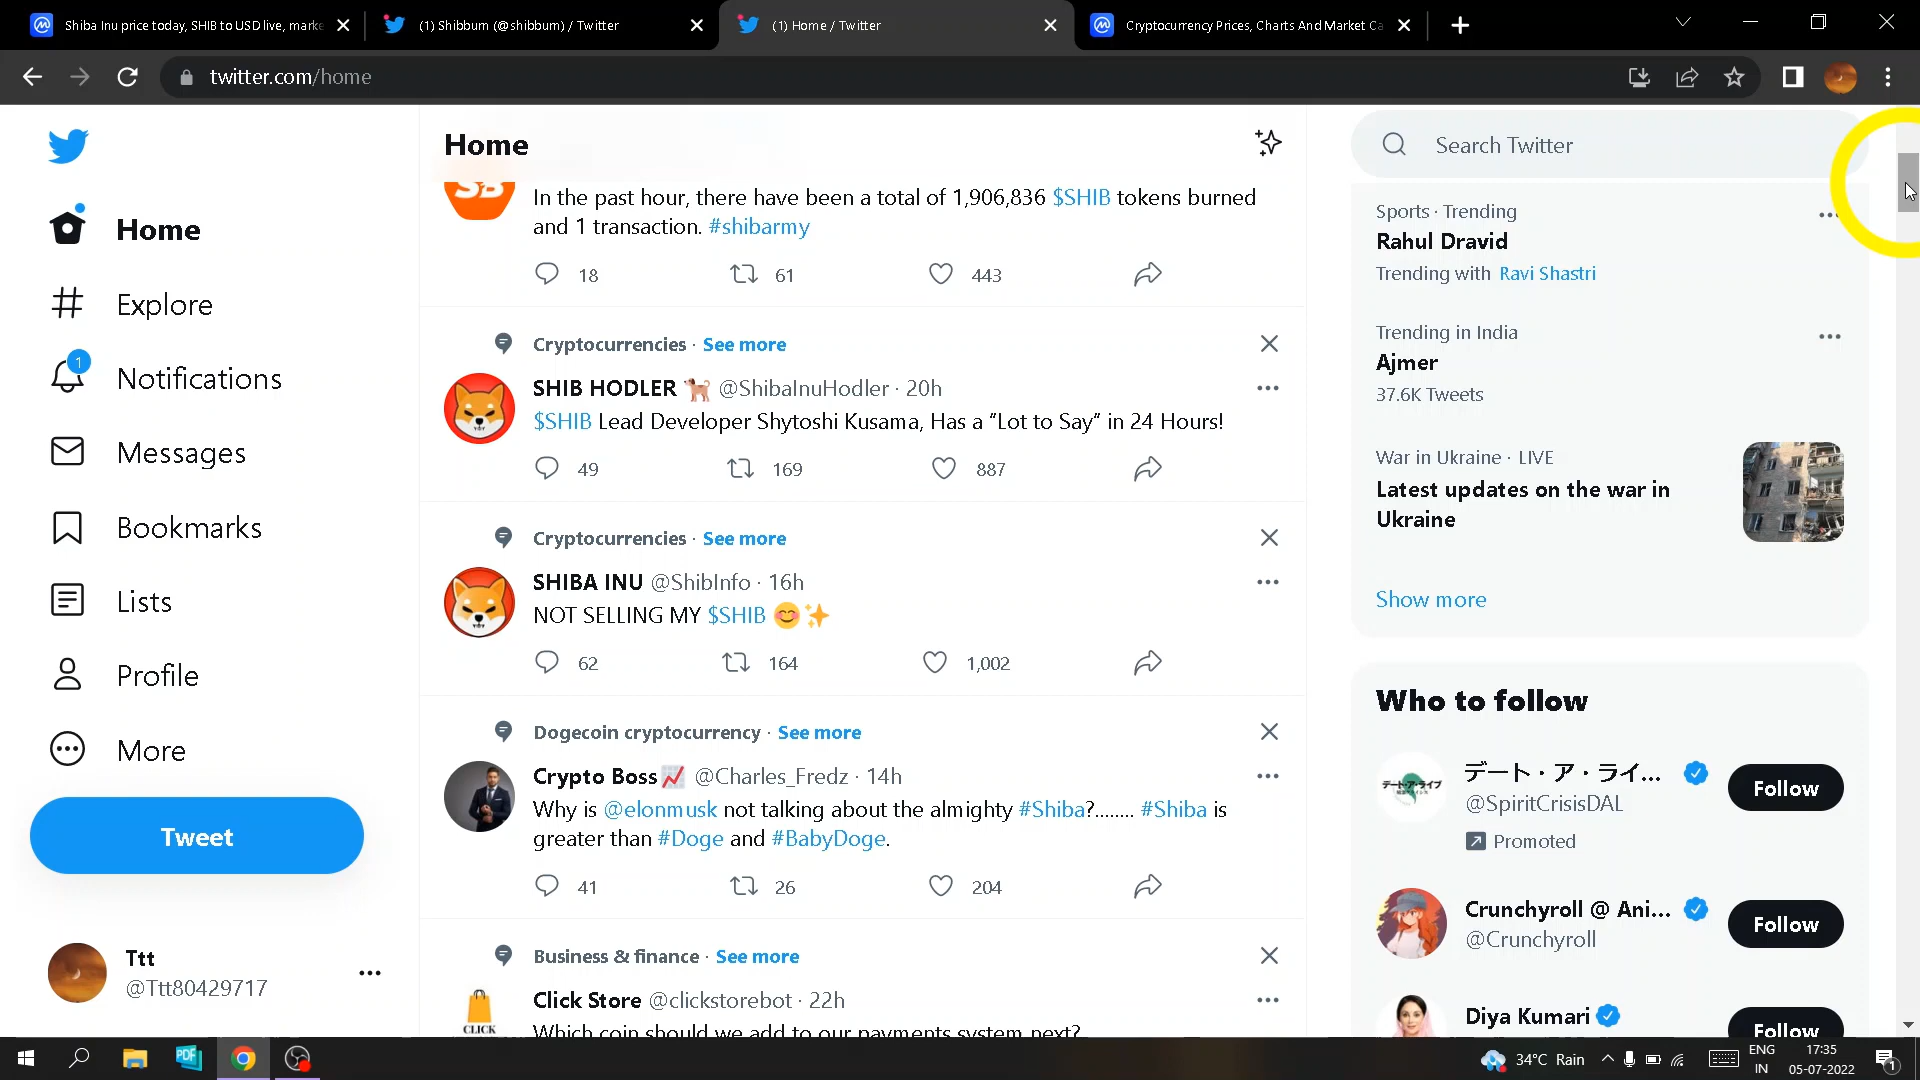 Shiba Inu price today, SHIB to USD live, marke
(1) Shibburn (@shibburn) / Twitter
(1) Home / Twitter
Cryptocurrency Prices, Charts And Market Ca
twitter.com/home
Home
Explore
1
Notifications
Messages
Bookmarks
Lists
Profile
More
Tweet
Ttt
@Ttt80429717
Home
In the past hour, there have been a total of 1,906,836 $SHIB tokens burned
and 1 transaction. #shibarmy
18 61 443
Cryptocurrencies · See more
SHIB HODLER 🐕 @ShibaInuHodler · 20h
$SHIB Lead Developer Shytoshi Kusama, Has a “Lot to Say” in 24 Hours!
49 169 887
Cryptocurrencies · See more
SHIBA INU @ShibInfo · 16h
NOT SELLING MY $SHIB 😊✨
62 164 1,002
Dogecoin cryptocurrency · See more
Crypto Boss📈 @Charles_Fredz · 14h
Why is @elonmusk not talking about the almighty #Shiba?........ #Shiba is
greater than #Doge and #BabyDoge.
41 26 204
Business & finance · See more
Click Store @clickstorebot · 22h
CLICK
Which coin should we add to our payments system next?
Search Twitter
Sports · Trending
Rahul Dravid
Trending with Ravi Shastri
Trending in India
Ajmer
37.6K Tweets
War in Ukraine · LIVE
Latest updates on the war in
Ukraine
Show more
Who to follow
デート・ア・ライ...
@SpiritCrisisDAL
Follow
Promoted
Crunchyroll @ Ani...
@Crunchyroll
Follow
Diya Kumari
Follow
PDF
34°C Rain
ENG
IN
17:35
05-07-2022
1